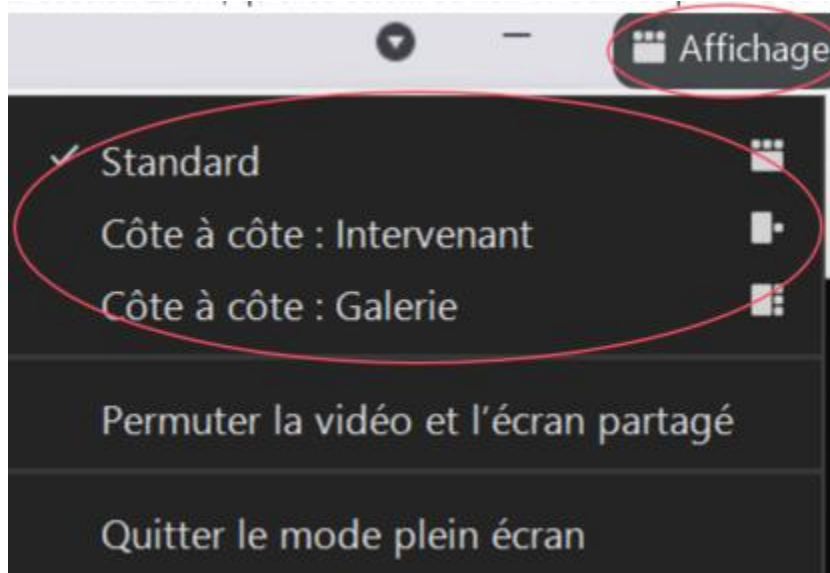 Affichage
Standard
Côte à côte : Intervenant
Côte à côte : Galerie
Permuter la vidéo et l’écran partagé
Quitter le mode plein écran